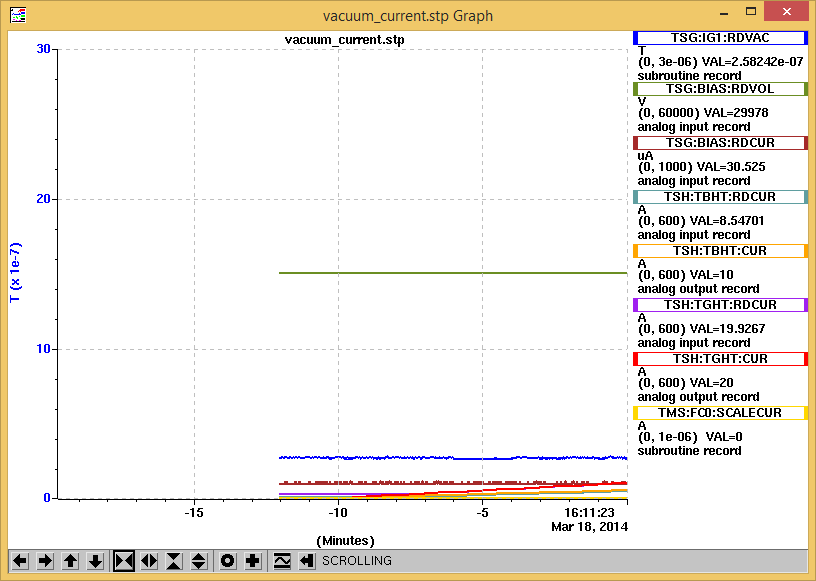 vacuum_current.stp Graph
vacuum_current.stp
30
20
10
0
T (x 1e-7)
-15
-10
-5
16:11:23
Mar 18, 2014
(Minutes)
TSG:IG1:RDVAC
T
(0, 3e-06) VAL=2.58242e-07
subroutine record
TSG:BIAS:RDVOL
V
(0, 60000) VAL=29978
analog input record
TSG:BIAS:RDCUR
uA
(0, 1000) VAL=30.525
analog input record
TSH:TBHT:RDCUR
A
(0, 600) VAL=8.54701
analog input record
TSH:TBHT:CUR
A
(0, 600) VAL=10
analog output record
TSH:TGHT:RDCUR
A
(0, 600) VAL=19.9267
analog input record
TSH:TGHT:CUR
A
(0, 600) VAL=20
analog output record
TMS:FC0:SCALECUR
A
(0, 1e-06)  VAL=0
subroutine record
SCROLLING